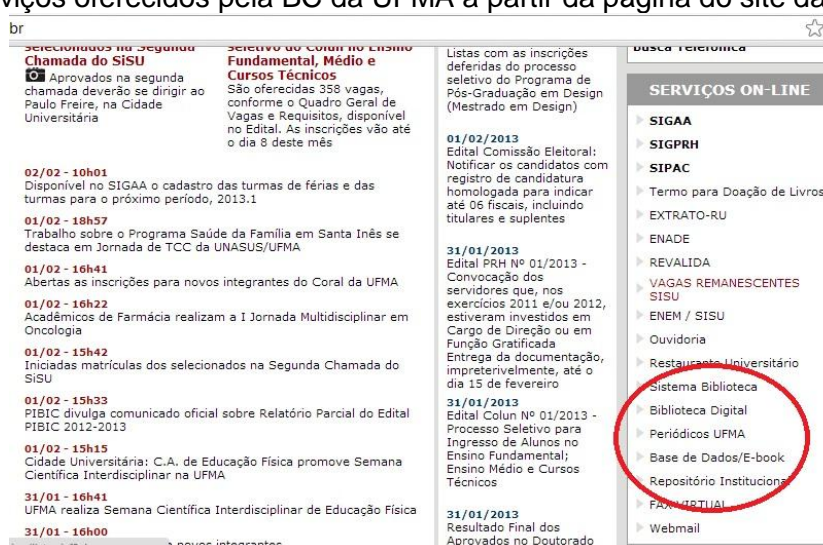 viços oferecidos pela BC da UFMA a partir da página do site da
br
selecionados na Segunda
Chamada do SiSU
Aprovados na segunda
chamada deverão se dirigir ao
Paulo Freire, na Cidade
Universitária
seletivo do Colun no Ensino
Fundamental, Médio e
Cursos Técnicos
São oferecidas 358 vagas,
conforme o Quadro Geral de
Vagas e Requisitos, disponível
no Edital. As inscrições vão até
o dia 8 deste mês
02/02 - 10h01
Disponível no SIGAA o cadastro das turmas de férias e das
turmas para o próximo período, 2013.1
01/02 - 18h57
Trabalho sobre o Programa Saúde da Família em Santa Inês se
destaca em Jornada de TCC da UNASUS/UFMA
01/02 - 16h41
Abertas as inscrições para novos integrantes do Coral da UFMA
01/02 - 16h22
Acadêmicos de Farmácia realizam a I Jornada Multidisciplinar em
Oncologia
01/02 - 15h42
Iniciadas matrículas dos selecionados na Segunda Chamada do
SiSU
01/02 - 15h33
PIBIC divulga comunicado oficial sobre Relatório Parcial do Edital
PIBIC 2012-2013
01/02 - 15h15
Cidade Universitária: C.A. de Educação Física promove Semana
Científica Interdisciplinar na UFMA
31/01 - 16h41
UFMA realiza Semana Científica Interdisciplinar de Educação Física
31/01 - 16h00
novos integrantes
Listas com as inscrições
deferidas do processo
seletivo do Programa de
Pós-Graduação em Design
(Mestrado em Design)
01/02/2013
Edital Comissão Eleitoral:
Notificar os candidatos com
registro de candidatura
homologada para indicar
até 06 fiscais, incluindo
titulares e suplentes
31/01/2013
Edital PRH Nº 01/2013 -
Convocação dos
servidores que, nos
exercícios 2011 e/ou 2012,
estiveram investidos em
Cargo de Direção ou em
Função Gratificada
Entrega da documentação,
impreterivelmente, até o
dia 15 de fevereiro
31/01/2013
Edital Colun Nº 01/2013 -
Processo Seletivo para
Ingresso de Alunos no
Ensino Fundamental;
Ensino Médio e Cursos
Técnicos
31/01/2013
Resultado Final dos
Aprovados no Doutorado
Busca Telefônica
SERVIÇOS ON-LINE
SIGAA
SIGPRH
SIPAC
Termo para Doação de Livros
EXTRATO-RU
ENADE
REVALIDA
VAGAS REMANESCENTES
SISU
ENEM / SISU
Ouvidoria
Restaurante Universitário
Sistema Biblioteca
Biblioteca Digital
Periódicos UFMA
Base de Dados/E-book
Repositório Institucional
FAX VIRTUAL
Webmail